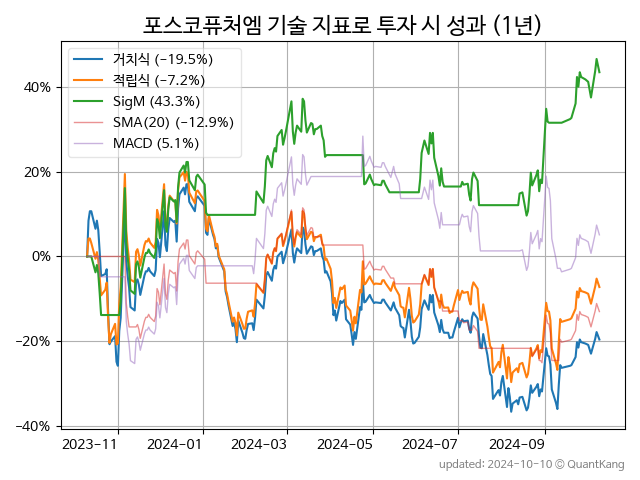 포스코퓨처엠 기술 지표로 투자 시 성과 (1년)
거치식 (−19.5%)
적립식 (−7.2%)
SigM (43.3%)
SMA(20) (−12.9%)
MACD (5.1%)
40%
20%
0%
−20%
−40%
2023−11
2024−01
2024−03
2024−05
2024−07
2024−09
updated: 2024-10-10 © QuantKang